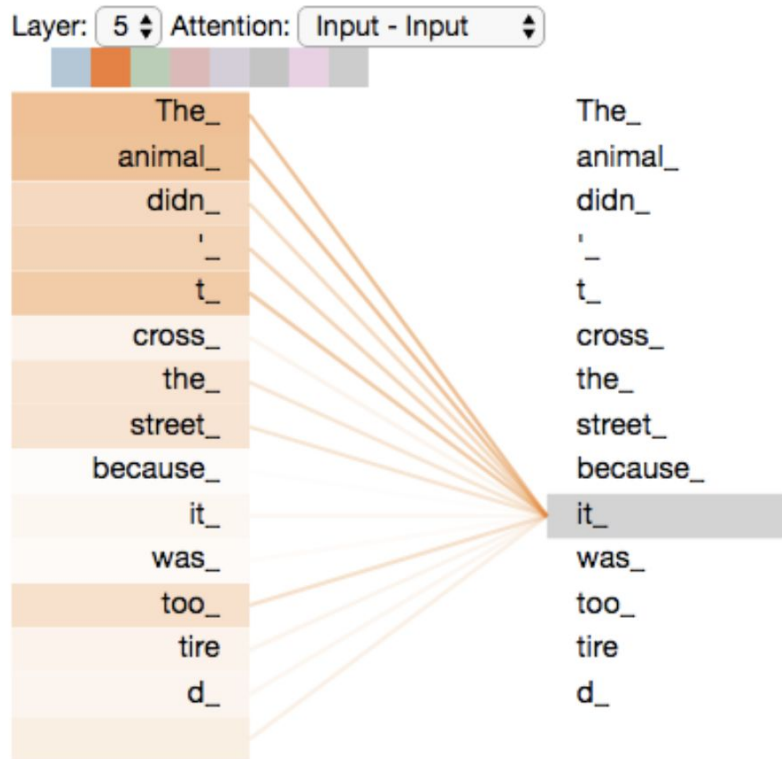 Layer: 5 Attention: Input - Input
The_ The_
animal_ animal_
didn_ didn_
'_ '_
t_ t_
cross_ cross_
the_ the_
street_ street_
because_ because_
it_ it_
was_ was_
too_ too_
tire tire
d_ d_